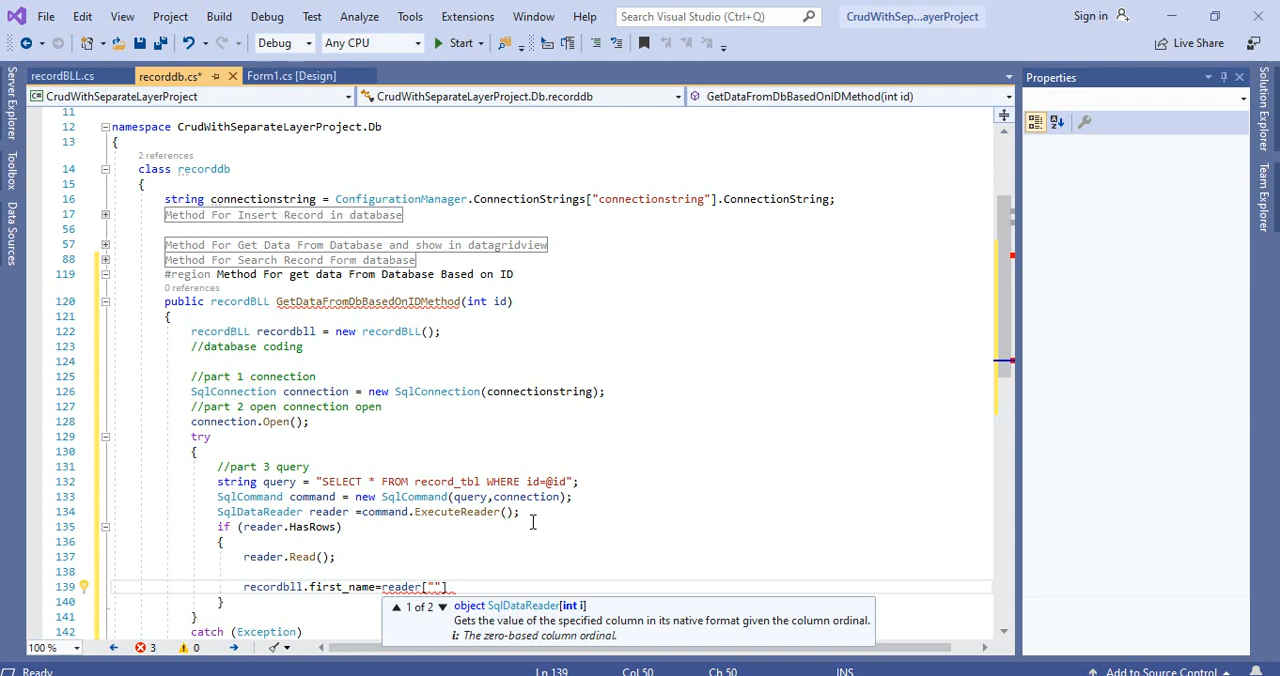 File Edit View Project Build Debug Test Analyze Tools Extensions Window Help Search Visual Studio (Ctrl+Q) CrudWithSep...ayerProject Sign in
Debug Any CPU Start Live Share
recordBLL.cs recorddb.cs* Form1.cs [Design] Properties
CrudWithSeparateLayerProject CrudWithSeparateLayerProject.Db.recorddb GetDataFromDbBasedOnIDMethod(int id)
Server Explorer
Toolbox
Data Sources
Solution Explorer
Team Explorer
11
12 namespace CrudWithSeparateLayerProject.Db
13 {
2 references
14 class recorddb
15 {
16 string connectionstring = ConfigurationManager.ConnectionStrings["connectionstring"].ConnectionString;
17 Method For Insert Record in database
56
57 Method For Get Data From Database and show in datagridview
88 Method For Search Record Form database
119 #region Method For get data From Database Based on ID
0 references
120 public recordBLL GetDataFromDbBasedOnIDMethod(int id)
121 {
122 recordBLL recordbll = new recordBLL();
123 //database coding
124
125 //part 1 connection
126 SqlConnection connection = new SqlConnection(connectionstring);
127 //part 2 open connection open
128 connection.Open();
129 try
130 {
131 //part 3 query
132 string query = "SELECT * FROM record_tbl WHERE id=@id";
133 SqlCommand command = new SqlCommand(query,connection);
134 SqlDataReader reader =command.ExecuteReader();
135 if (reader.HasRows)
136 {
137 reader.Read();
138
139 recordbll.first_name=reader[""]
140 }
141 }
142 catch (Exception)
1 of 2 object SqlDataReader[int i]
Gets the value of the specified column in its native format given the column ordinal.
i: The zero-based column ordinal.
100 % 3 0
Ready Ln 139 Col 50 Ch 50 INS Add to Source Control